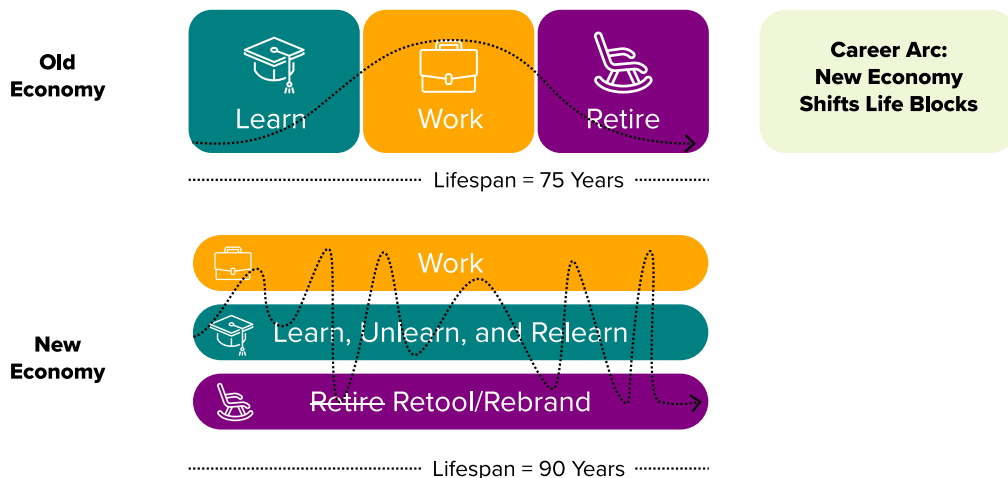 Old
Economy
Learn
Work
Retire
Career Arc:
New Economy
Shifts Life Blocks
Lifespan = 75 Years
New
Economy
Work
Learn, Unlearn, and Relearn
Retire Retool/Rebrand
Lifespan = 90 Years